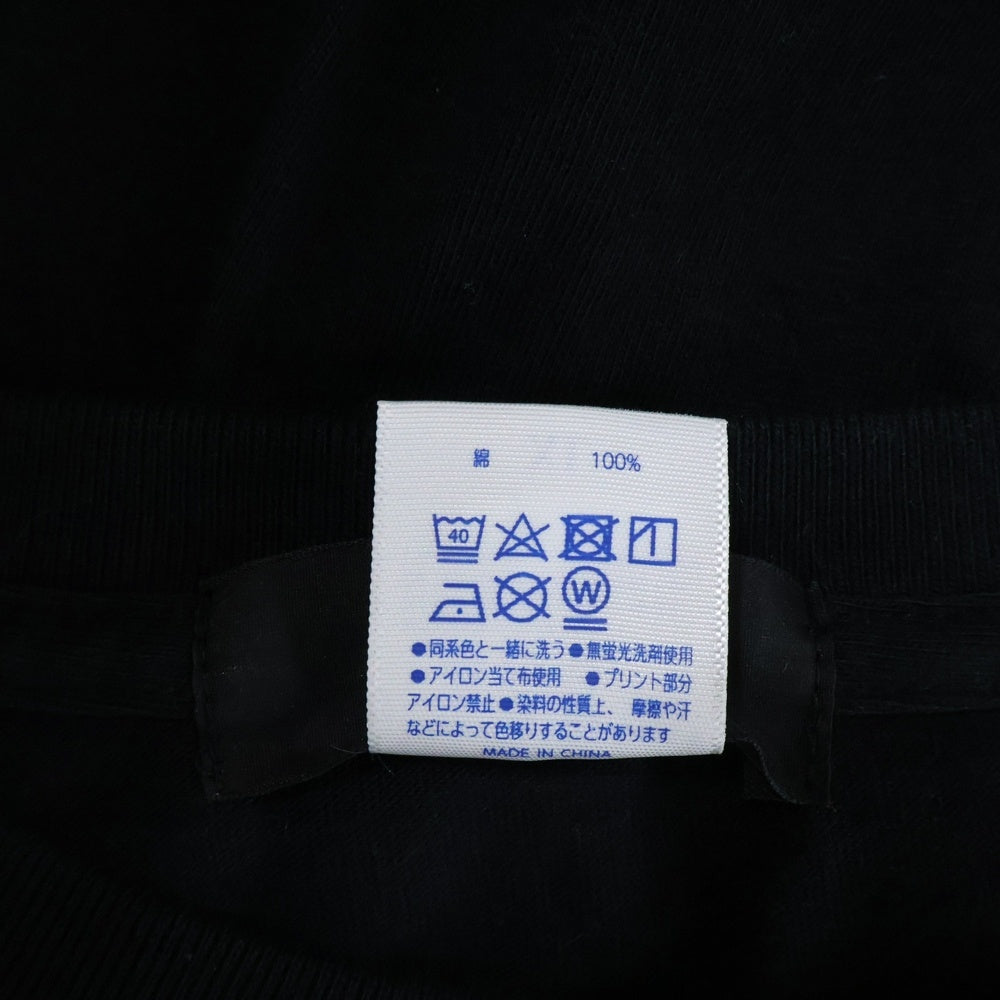 綿 100%
40
W
●同系色と一緒に洗う●無蛍光洗剤使用
●アイロン当て布使用 ●プリント部分
アイロン禁止●染料の性質上、摩擦や汗
などによって色移りすることがあります
MADE IN CHINA